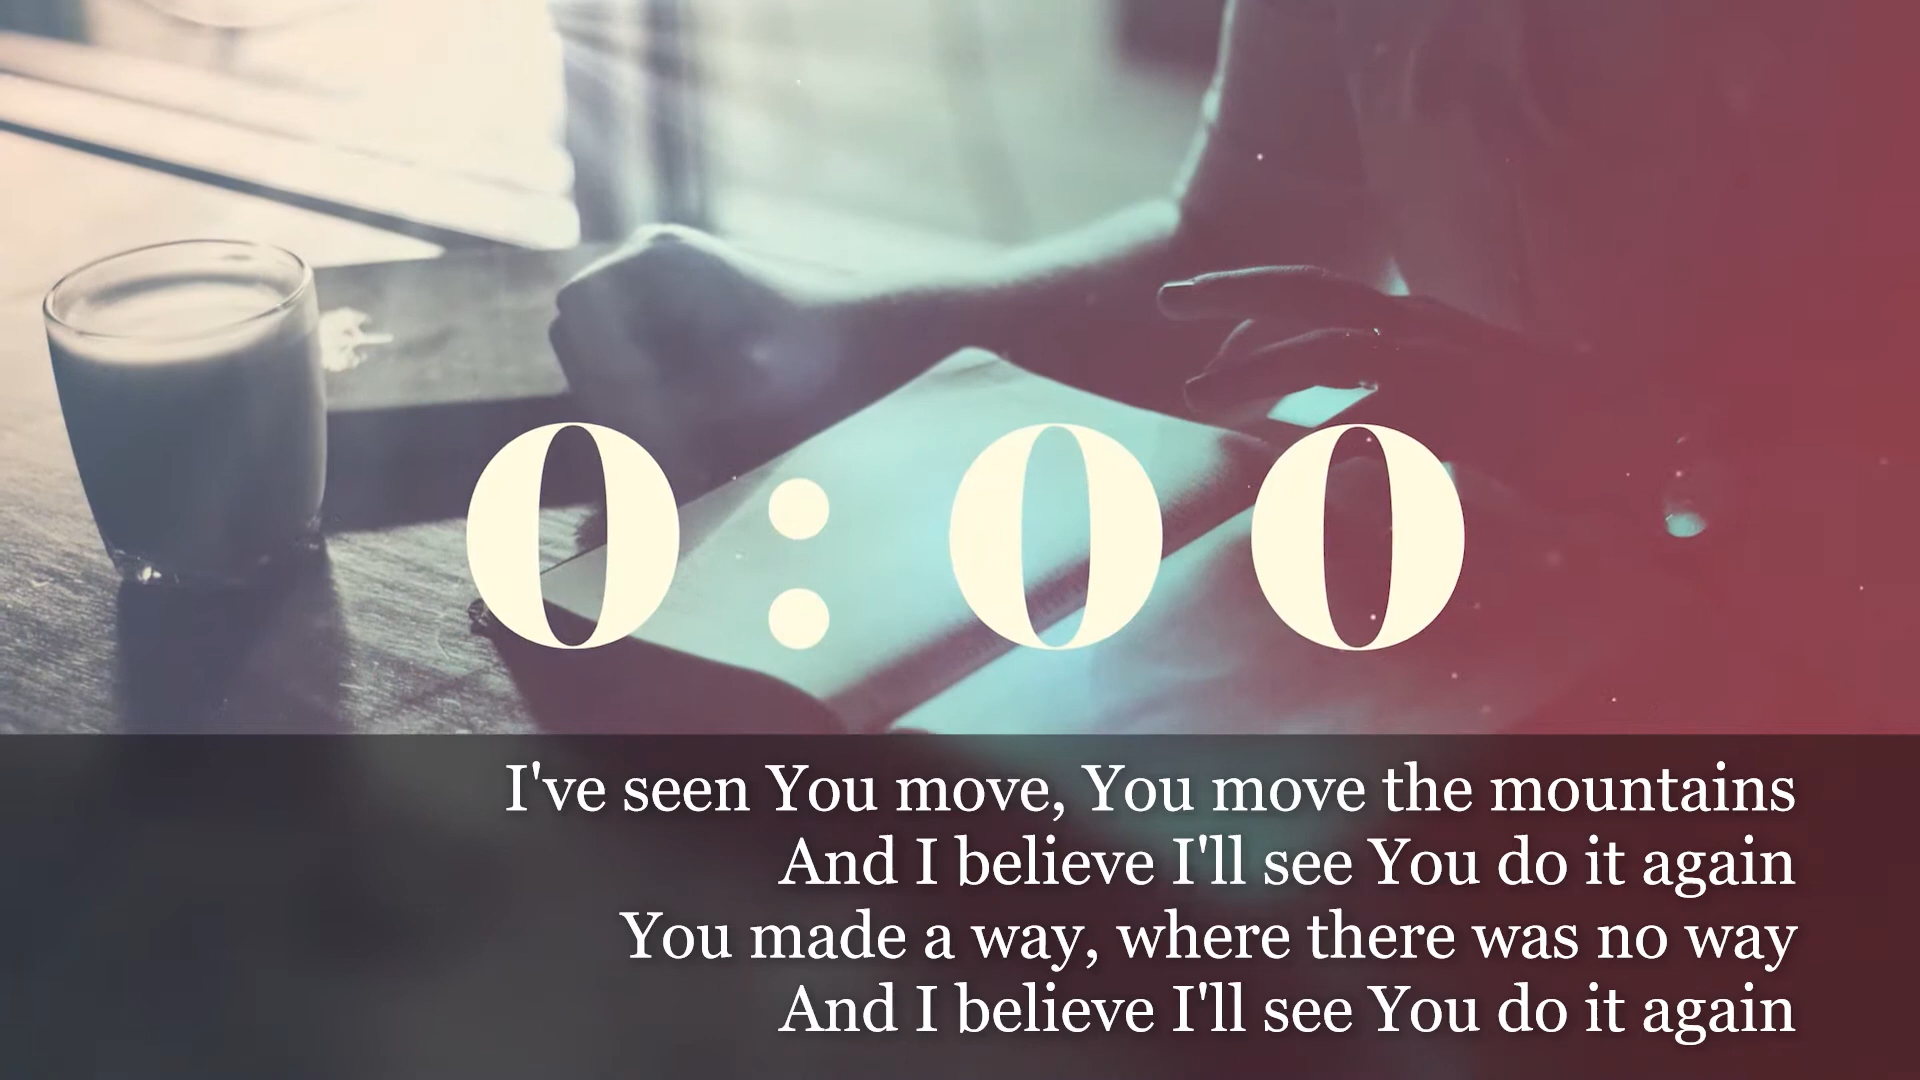 0:00
I've seen You move, You move the mountains
And I believe I'll see You do it again
You made a way, where there was no way
And I believe I'll see You do it again